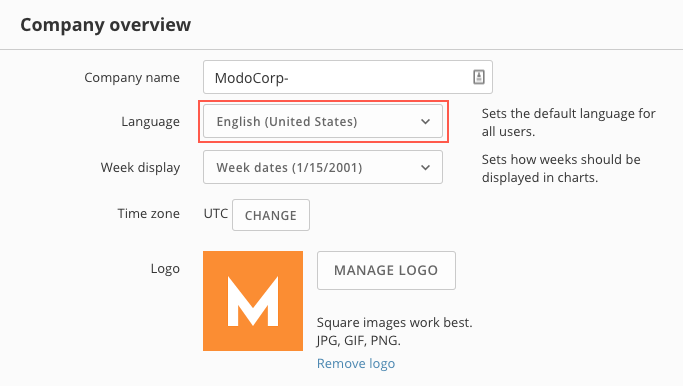 Company overview
Company name
ModoCorp-
Language
English (United States)
Sets the default language for
all users.
Week display
Week dates (1/15/2001)
Sets how weeks should be
displayed in charts.
Time zone
UTC
CHANGE
Logo
M
MANAGE LOGO
Square images work best.
JPG, GIF, PNG.
Remove logo